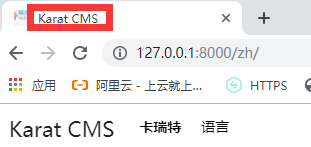 Karat CMS
127.0.0.1:8000/zh/
应用 阿里云 - 上云就上... HTTPS
Karat CMS 卡瑞特 语言